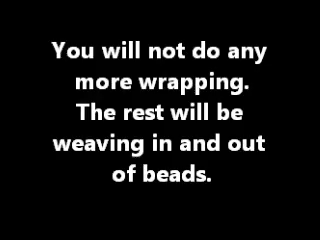 You will not do any
more wrapping.
The rest will be
weaving in and out
of beads.